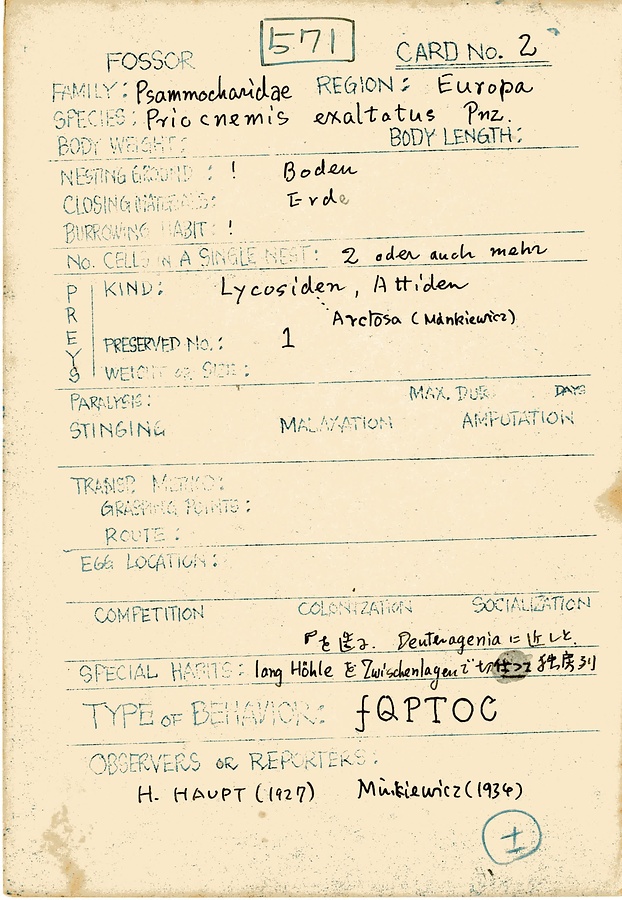 571
FOSSOR CARD No. 2
FAMILY: Psammocharidae REGION: Europa
SPECIES: Priocnemis exaltatus Pnz.
BODY WEIGHT: BODY LENGTH:
NESTING GROUND : ! Boden
CLOSING MATERIALS: Erde
BURROWING HABIT: !
No. CELLS IN A SINGLE NEST: 2 oder auch mehr
PREYS
KIND: Lycosiden, Attiden
Arctosa (Minkiewicz)
PRESERVED No.: 1
WEIGHT or SIZE:
PARALYSIS: MAX. DUR. DAYS
STINGING MALAXATION AMPUTATION
TRANSP. METHOD:
GRASPING POINTS:
ROUTE :
EGG LOCATION:
COMPETITION COLONIZATION SOCIALIZATION
Pを造る. Deuteragenia に近しと.
SPECIAL HABITS: lang Höhle を Zwischenlagen で
TYPE OF BEHAVIOR: fQPTOC
OBSERVERS OR REPORTERS:
H. HAUPT (1927) Minkiewicz (1934)
±